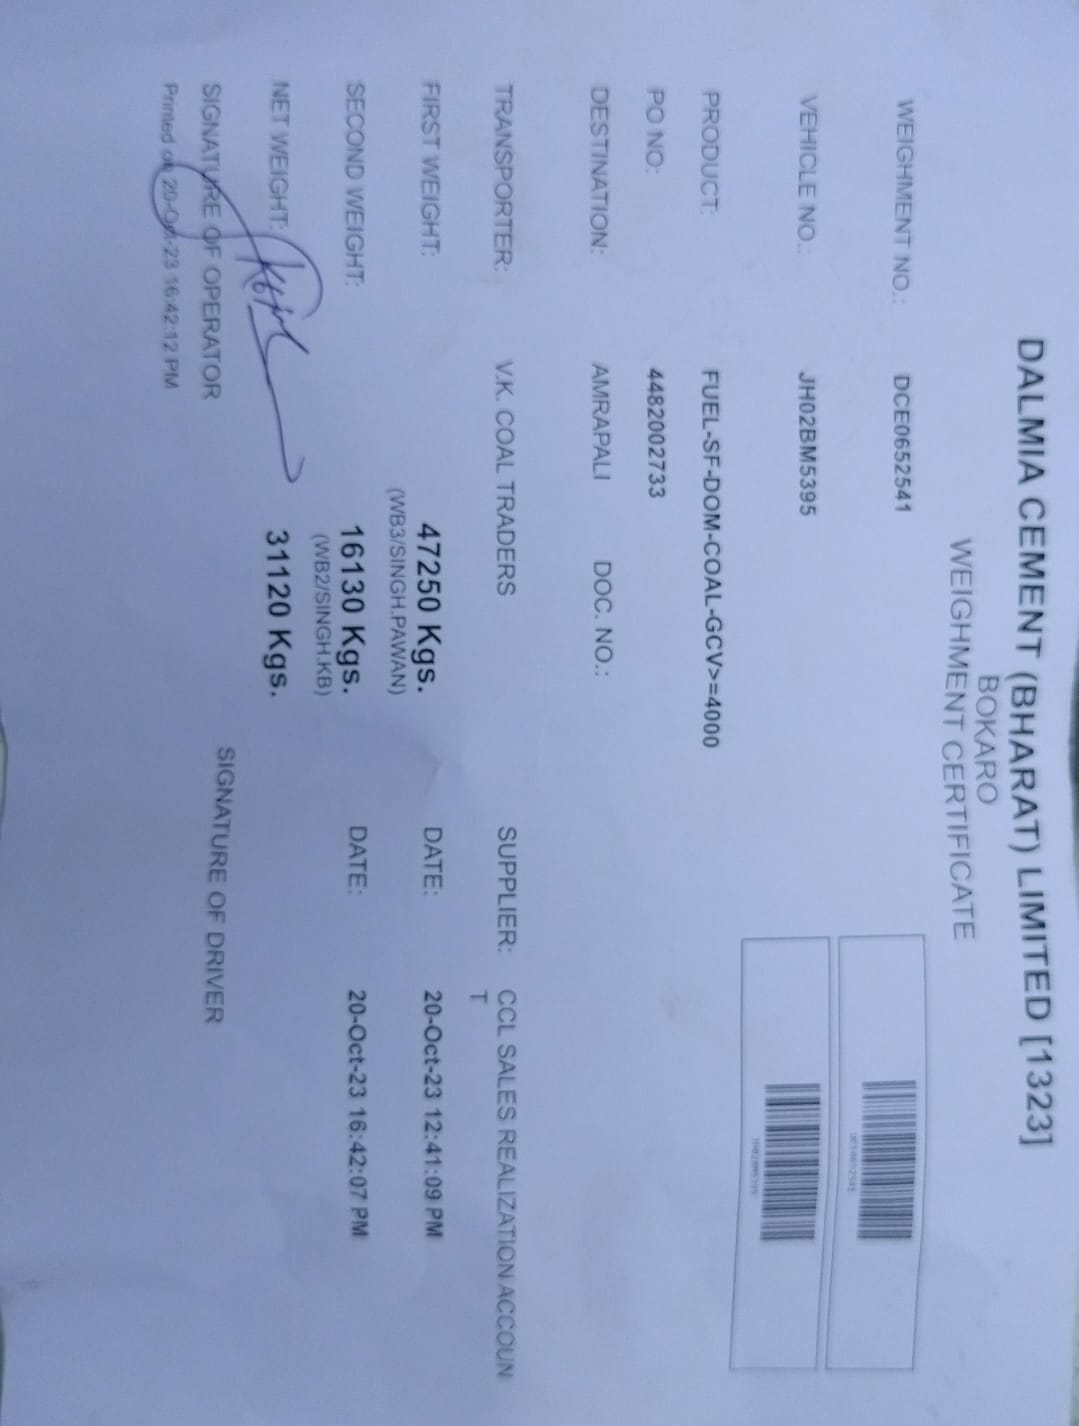 DALMIA CEMENT (BHARAT) LIMITED [1323]
BOKARO
WEIGHMENT CERTIFICATE
WEIGHMENT NO.: DCE0652541
VEHICLE NO.: JH02BM5395
PRODUCT: FUEL-SF-DOM-COAL-GCV>=4000
PO NO: 4482002733
DESTINATION: AMRAPALI DOC. NO.:
TRANSPORTER: V.K. COAL TRADERS SUPPLIER: CCL SALES REALIZATION ACCOUN
T
FIRST WEIGHT: 47250 Kgs. DATE: 20-Oct-23 12:41:09 PM
(WB3/SINGH.PAWAN)
SECOND WEIGHT: 16130 Kgs. DATE: 20-Oct-23 16:42:07 PM
(WB2/SINGH.KB)
NET WEIGHT: 31120 Kgs.
SIGNATURE OF OPERATOR SIGNATURE OF DRIVER
Printed on 20-Oct-23 16:42:12 PM